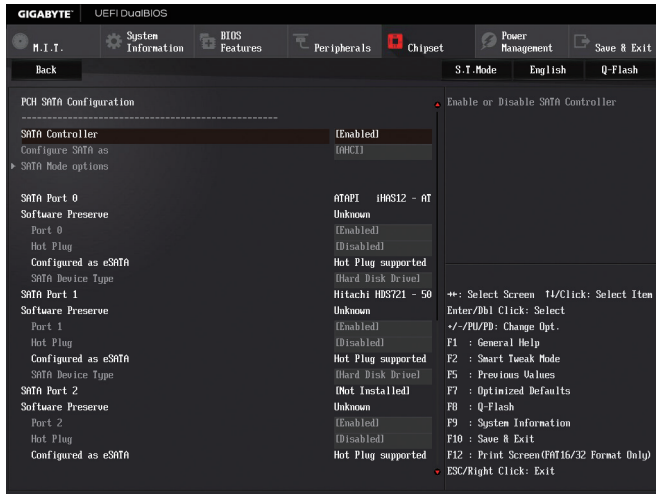 GIGABYTE™ UEFI DualBIOS
M.I.T. System Information BIOS Features Peripherals Chipset Power Management Save & Exit
Back S.T.Mode English Q-Flash
PCH SATA Configuration
Enable or Disable SATA Controller
SATA Controller [Enabled]
Configure SATA as [AHCI]
SATA Mode options
SATA Port 0 ATAPI iHAS12 - AT
Software Preserve Unknown
Port 0 [Enabled]
Hot Plug [Disabled]
Configured as eSATA Hot Plug supported
SATA Device Type [Hard Disk Drive]
SATA Port 1 Hitachi HDS721 - 50
Software Preserve Unknown
Port 1 [Enabled]
Hot Plug [Disabled]
Configured as eSATA Hot Plug supported
SATA Device Type [Hard Disk Drive]
SATA Port 2 [Not Installed]
Software Preserve Unknown
Port 2 [Enabled]
Hot Plug [Disabled]
Configured as eSATA Hot Plug supported
→←: Select Screen ↑↓/Click: Select Item
Enter/Dbl Click: Select
+/-/PU/PD: Change Opt.
F1 : General Help
F2 : Smart Tweak Mode
F5 : Previous Values
F7 : Optimized Defaults
F8 : Q-Flash
F9 : System Information
F10 : Save & Exit
F12 : Print Screen(FAT16/32 Format Only)
ESC/Right Click: Exit